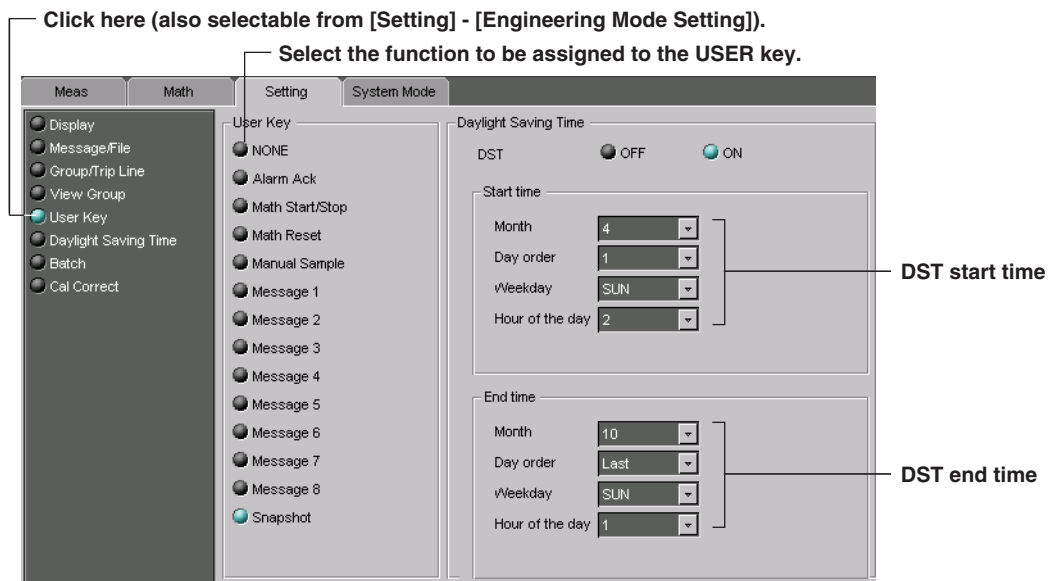 Click here (also selectable from [Setting] - [Engineering Mode Setting]).
Select the function to be assigned to the USER key.
Meas
Math
Setting
System Mode
Display
Message/File
Group/Trip Line
View Group
User Key
Daylight Saving Time
Batch
Cal Correct
User Key
NONE
Alarm Ack
Math Start/Stop
Math Reset
Manual Sample
Message 1
Message 2
Message 3
Message 4
Message 5
Message 6
Message 7
Message 8
Snapshot
Daylight Saving Time
DST OFF ON
Start time
Month 4
Day order 1
Weekday SUN
Hour of the day 2
DST start time
End time
Month 10
Day order Last
Weekday SUN
Hour of the day 1
DST end time